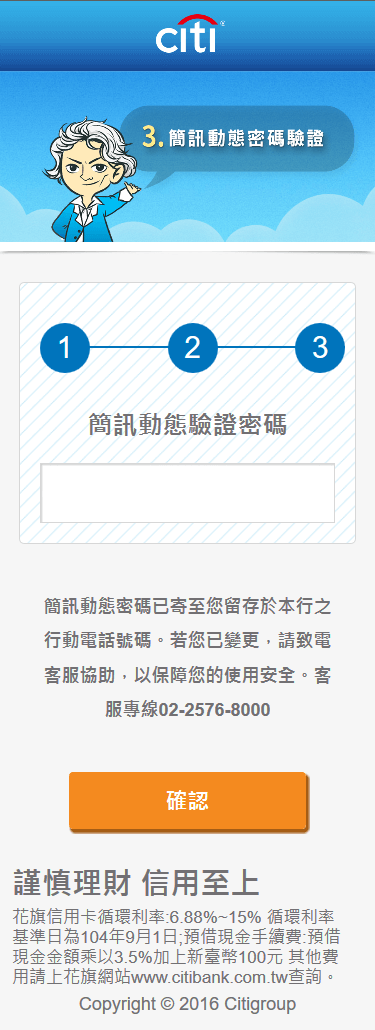 citi®
3.簡訊動態密碼驗證
1 2 3
簡訊動態驗證密碼
簡訊動態密碼已寄至您留存於本行之
行動電話號碼。若您已變更，請致電
客服協助，以保障您的使用安全。客
服專線02-2576-8000
確認
謹慎理財 信用至上
花旗信用卡循環利率:6.88%~15% 循環利率
基準日為104年9月1日;預借現金手續費:預借
現金金額乘以3.5%加上新臺幣100元 其他費
用請上花旗網站www.citibank.com.tw查詢。
Copyright © 2016 Citigroup